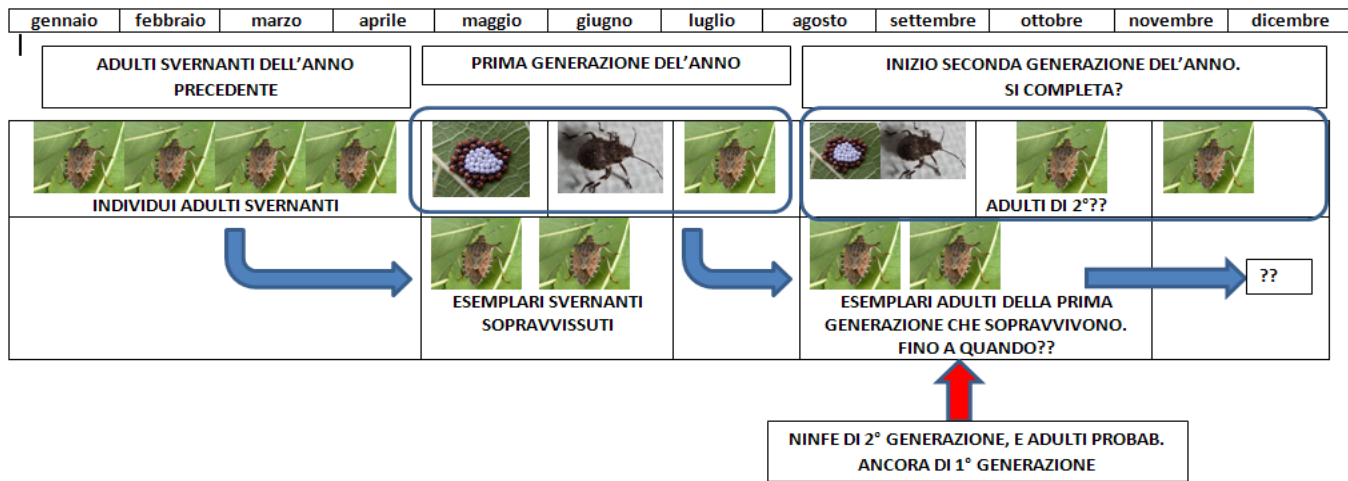 gennaio febbraio marzo aprile maggio giugno luglio agosto settembre ottobre novembre dicembre
ADULTI SVERNANTI DELL'ANNO
PRECEDENTE
PRIMA GENERAZIONE DEL'ANNO
INIZIO SECONDA GENERAZIONE DEL'ANNO.
SI COMPLETA?
INDIVIDUI ADULTI SVERNANTI
ADULTI DI 2°??
ESEMPLARI SVERNANTI
SOPRAVVISSUTI
ESEMPLARI ADULTI DELLA PRIMA
GENERAZIONE CHE SOPRAVVIVONO.
FINO A QUANDO??
??
NINFE DI 2° GENERAZIONE, E ADULTI PROBAB.
ANCORA DI 1° GENERAZIONE